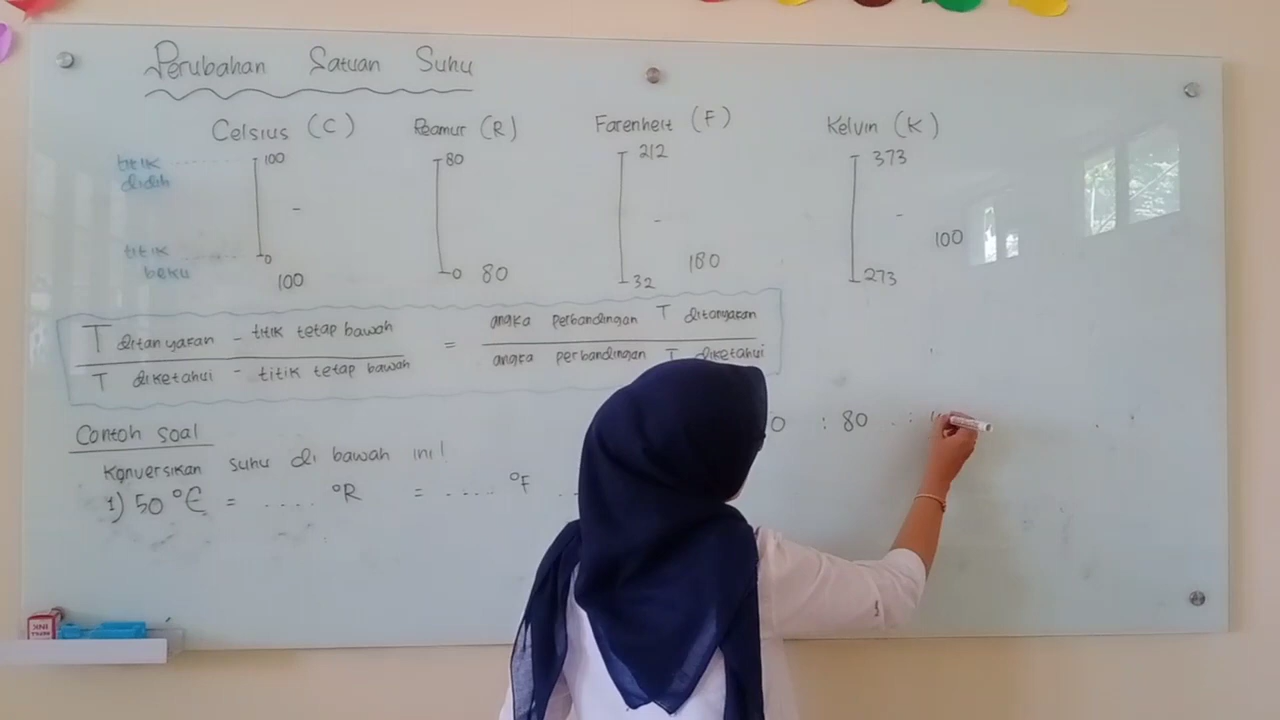 Perubahan Satuan Suhu
Celsius (C) Reamur (R) Farenheit (F) Kelvin (K)
titik didih 100 80 212 373
- - -
100
titik beku 0 0 32 273
100 80 180
T ditanyakan - titik tetap bawah = angka perbandingan T ditanyakan
T diketahui - titik tetap bawah angka perbandingan T diketahui
Contoh soal
0 : 80 :
Konversikan suhu di bawah ini!
1) 50 °C = .... °R = .... °F ..